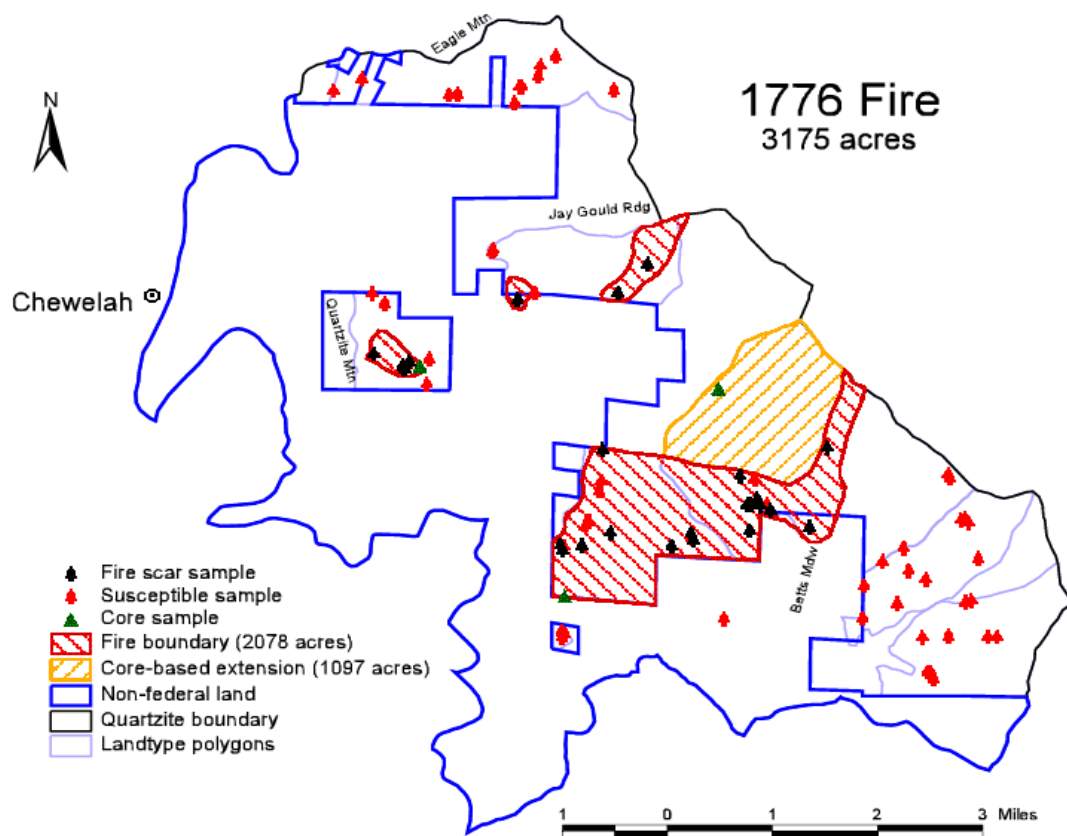 Eagle Mtn
1776 Fire
3175 acres
N
Jay Gould Rdg
Chewelah
Quartzite Mtn
Betts Mdw
Fire scar sample
Susceptible sample
Core sample
Fire boundary (2078 acres)
Core-based extension (1097 acres)
Non-federal land
Quartzite boundary
Landtype polygons
1 0 1 2 3 Miles